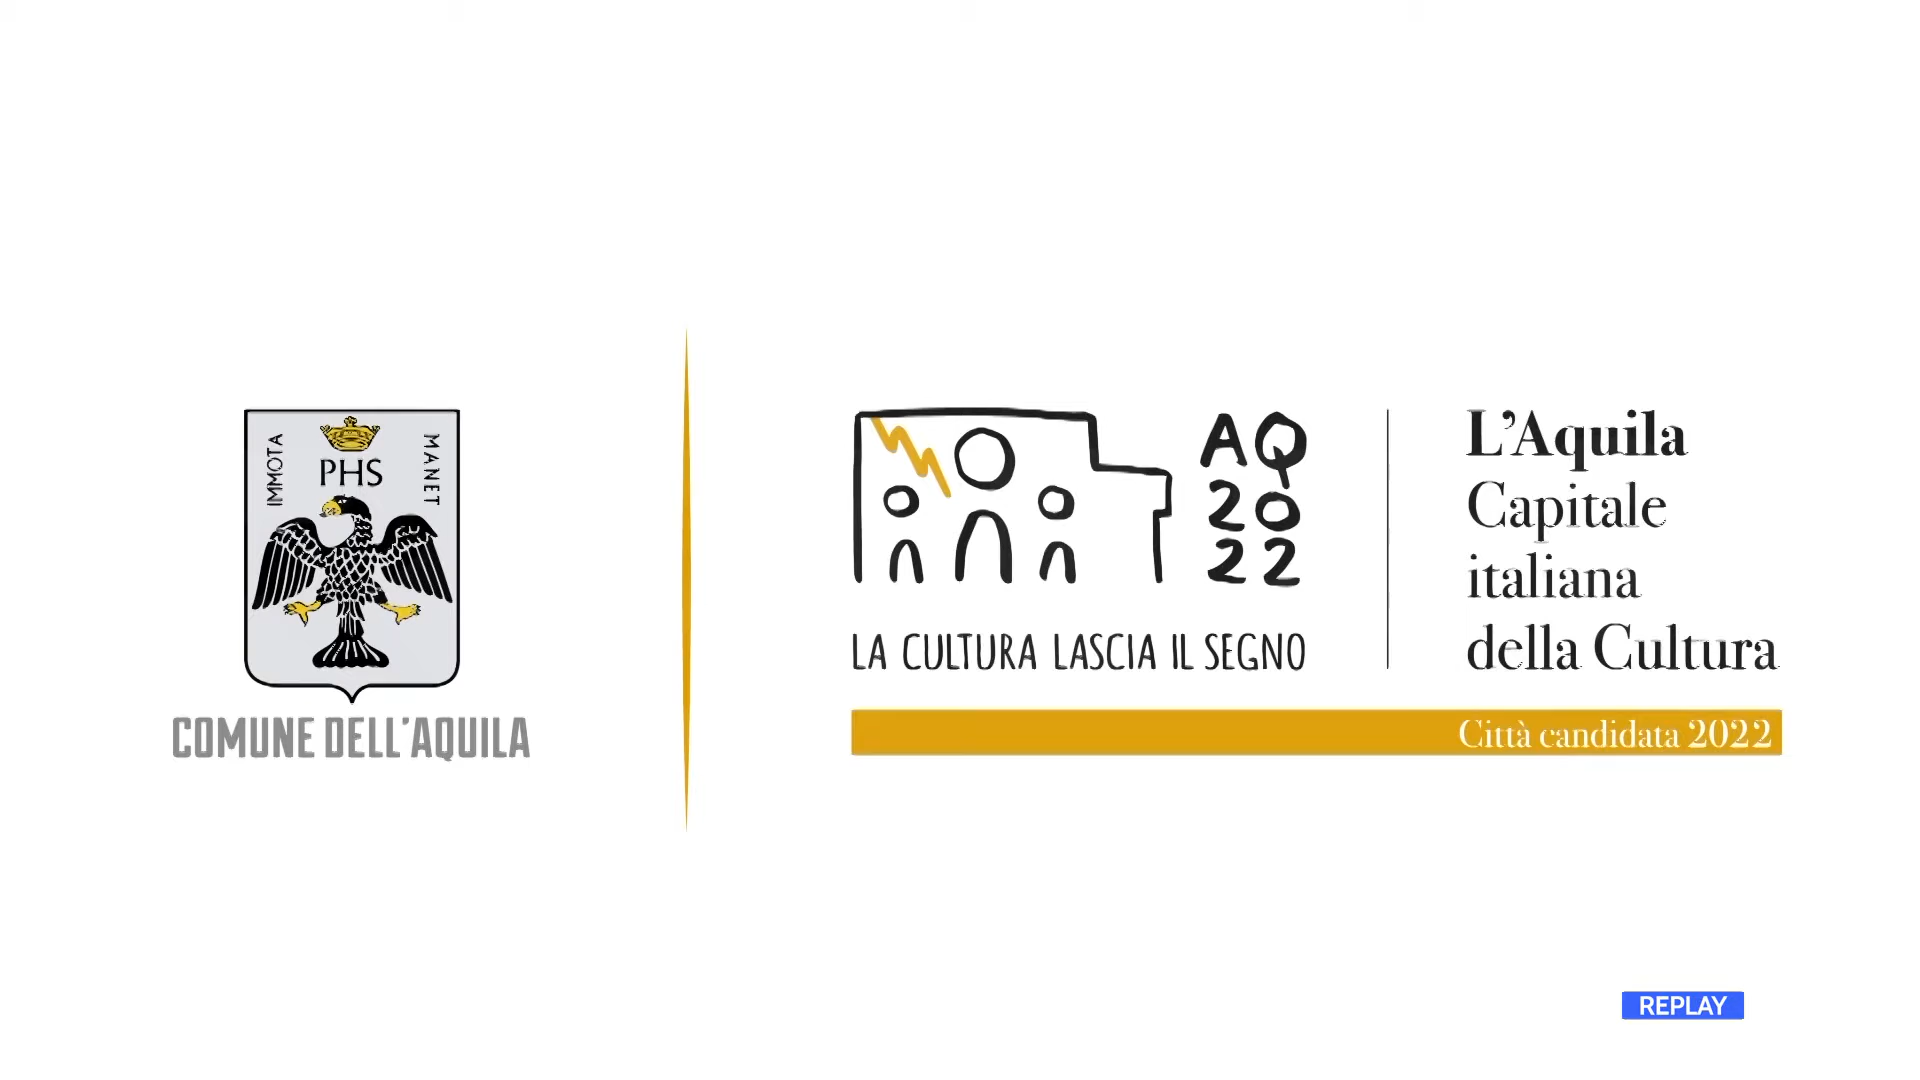 IMMOTA
PHS
MANET
COMUNE DELL'AQUILA
AQ
20
22
LA CULTURA LASCIA IL SEGNO
L'Aquila
Capitale
italiana
della Cultura
Città candidata 2022
REPLAY